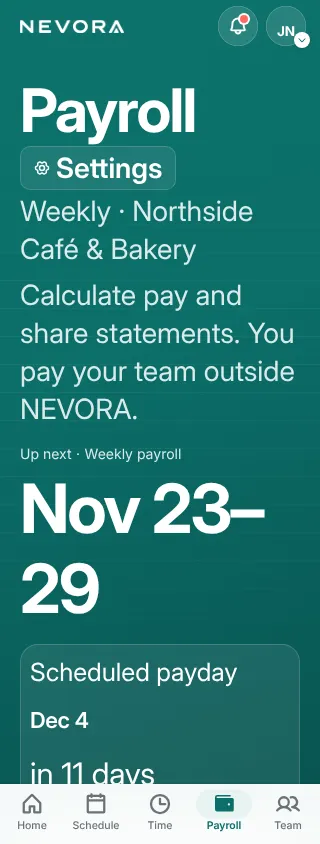 NEVORA
JN
Payroll
Settings
Weekly · Northside
Café & Bakery
Calculate pay and
share statements. You
pay your team outside
NEVORA.
Up next · Weekly payroll
Nov 23–
29
Scheduled payday
Dec 4
in 11 days
Home
Schedule
Time
Payroll
Team